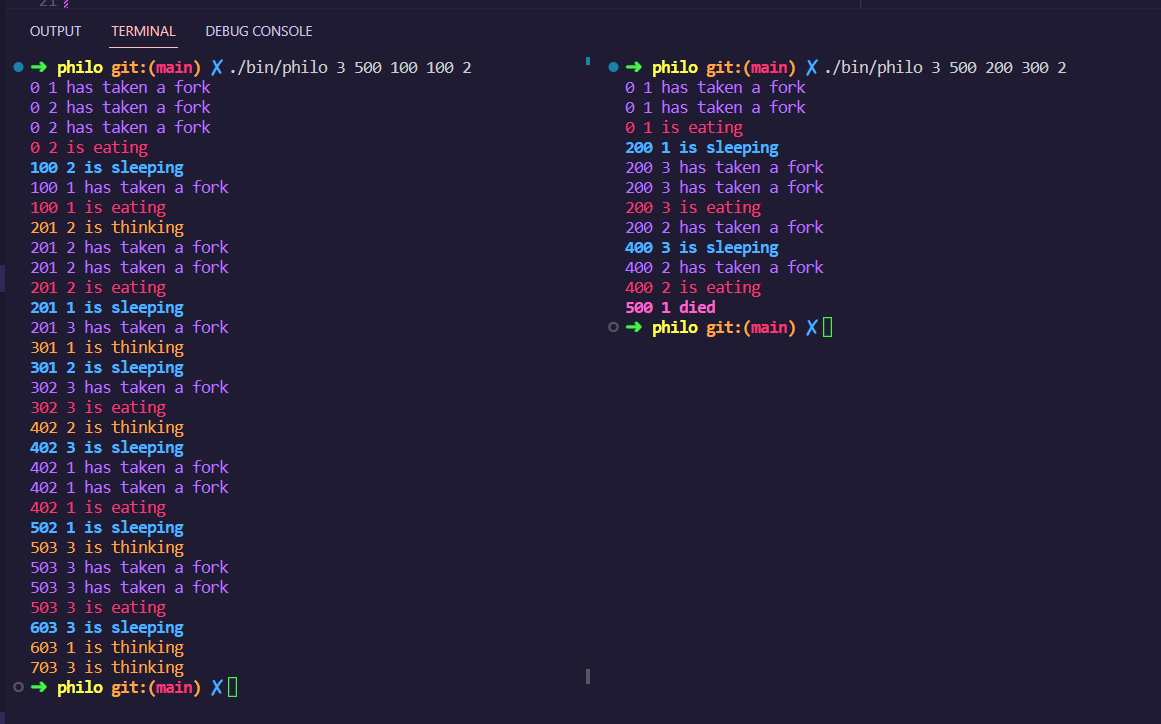 21
OUTPUT TERMINAL DEBUG CONSOLE
➜ philo git:(main) ✗ ./bin/philo 3 500 100 100 2
0 1 has taken a fork
0 2 has taken a fork
0 2 has taken a fork
0 2 is eating
100 2 is sleeping
100 1 has taken a fork
100 1 is eating
201 2 is thinking
201 2 has taken a fork
201 2 has taken a fork
201 2 is eating
201 1 is sleeping
201 3 has taken a fork
301 1 is thinking
301 2 is sleeping
302 3 has taken a fork
302 3 is eating
402 2 is thinking
402 3 is sleeping
402 1 has taken a fork
402 1 has taken a fork
402 1 is eating
502 1 is sleeping
503 3 is thinking
503 3 has taken a fork
503 3 has taken a fork
503 3 is eating
603 3 is sleeping
603 1 is thinking
703 3 is thinking
➜ philo git:(main) ✗
➜ philo git:(main) ✗ ./bin/philo 3 500 200 300 2
0 1 has taken a fork
0 1 has taken a fork
0 1 is eating
200 1 is sleeping
200 3 has taken a fork
200 3 has taken a fork
200 3 is eating
200 2 has taken a fork
400 3 is sleeping
400 2 has taken a fork
400 2 is eating
500 1 died
➜ philo git:(main) ✗